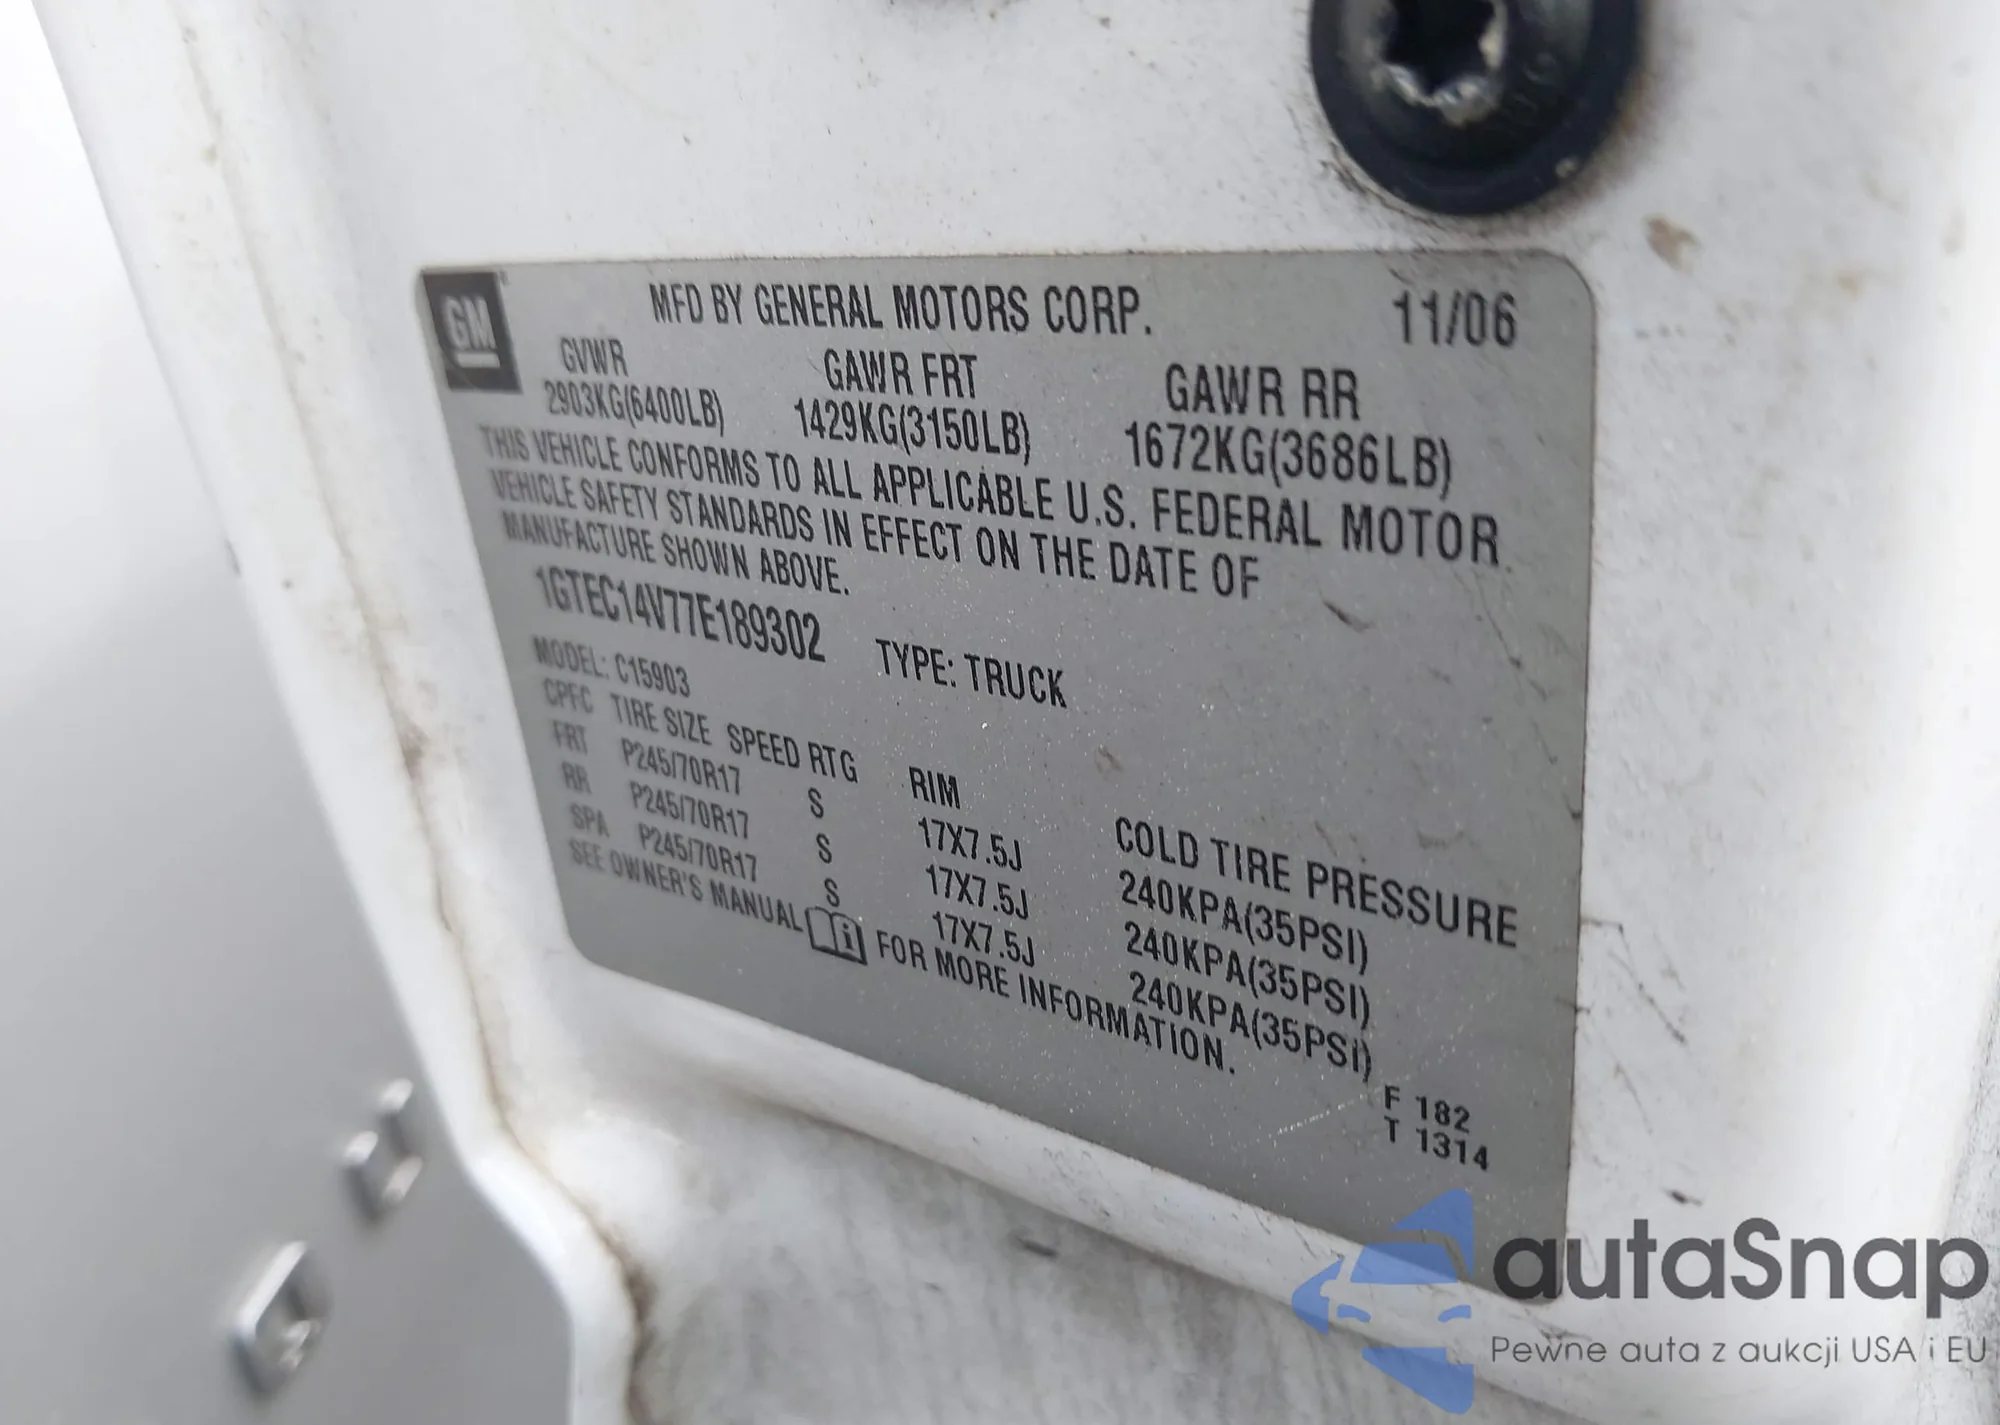 GM
MFD BY GENERAL MOTORS CORP. 11/06
GVWR GAWR FRT GAWR RR
2903KG(6400LB) 1429KG(3150LB) 1672KG(3686LB)
THIS VEHICLE CONFORMS TO ALL APPLICABLE U.S. FEDERAL MOTOR
VEHICLE SAFETY STANDARDS IN EFFECT ON THE DATE OF
MANUFACTURE SHOWN ABOVE.
1GTEC14V77E189302 TYPE: TRUCK
MODEL: C15903
CPFC TIRE SIZE SPEED RTG RIM COLD TIRE PRESSURE
FRT P245/70R17 S 17X7.5J 240KPA(35PSI)
RR P245/70R17 S 17X7.5J 240KPA(35PSI)
SPA P245/70R17 S 17X7.5J 240KPA(35PSI)
SEE OWNER'S MANUAL i FOR MORE INFORMATION.
F 182
T 1314
autaSnap
Pewne auta z aukcji USA i EU